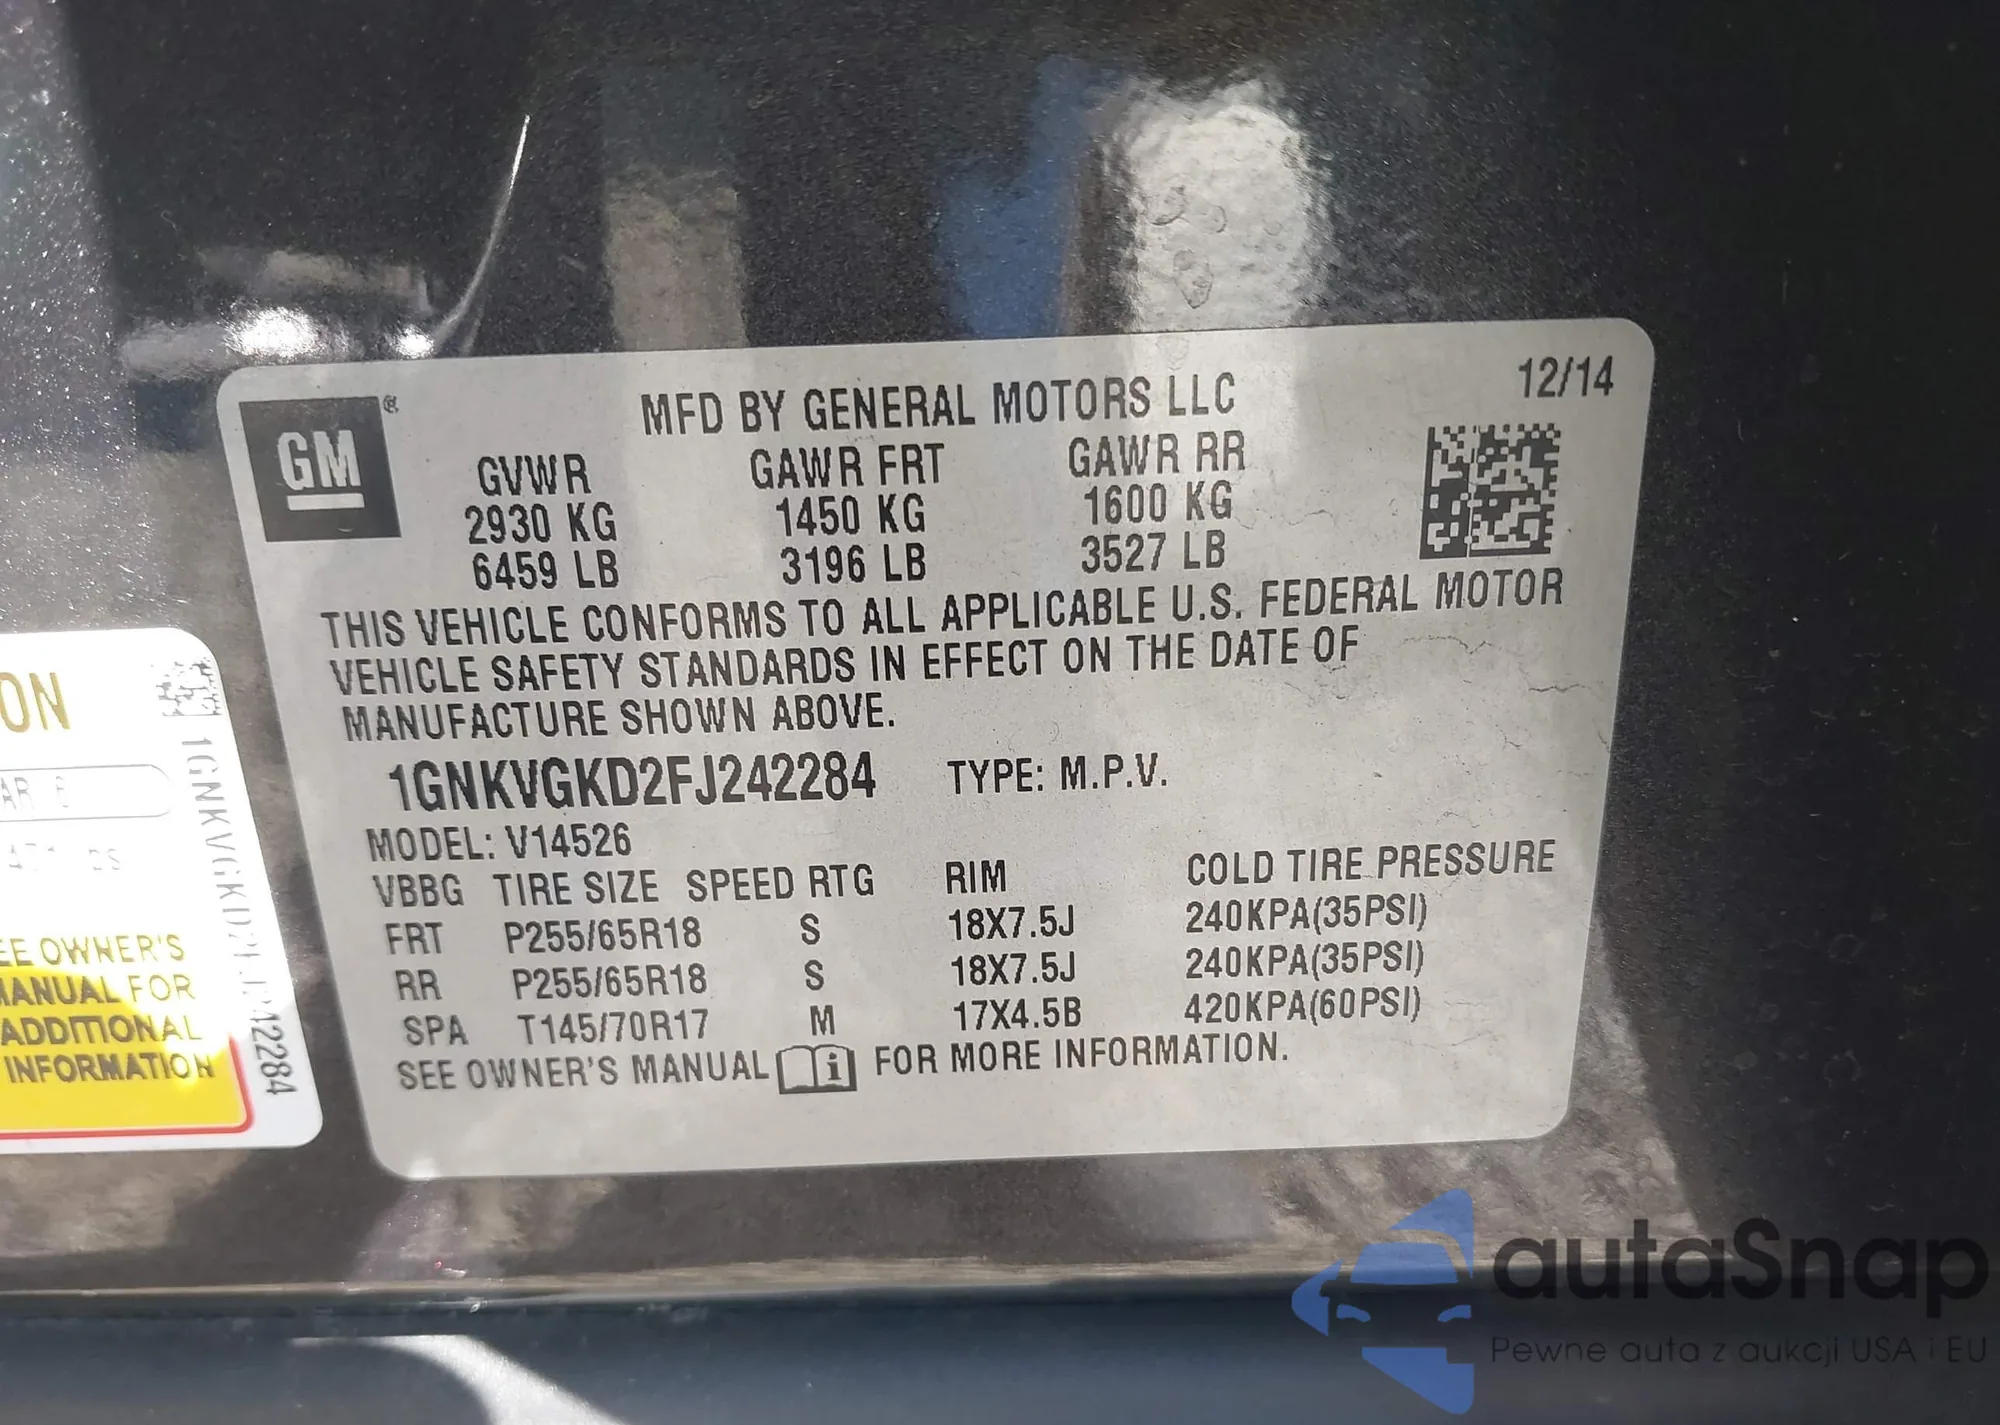 12/14
GM ®
MFD BY GENERAL MOTORS LLC
GVWR GAWR FRT GAWR RR
2930 KG 1450 KG 1600 KG
6459 LB 3196 LB 3527 LB
THIS VEHICLE CONFORMS TO ALL APPLICABLE U.S. FEDERAL MOTOR
VEHICLE SAFETY STANDARDS IN EFFECT ON THE DATE OF
MANUFACTURE SHOWN ABOVE.
1GNKVGKD2FJ242284 TYPE: M.P.V.
MODEL: V14526
VBBG TIRE SIZE SPEED RTG RIM COLD TIRE PRESSURE
FRT P255/65R18 S 18X7.5J 240KPA(35PSI)
RR P255/65R18 S 18X7.5J 240KPA(35PSI)
SPA T145/70R17 M 17X4.5B 420KPA(60PSI)
SEE OWNER'S MANUAL i FOR MORE INFORMATION.
ON
1GNKVGKD2FJ242284
EE OWNER'S
MANUAL FOR
ADDITIONAL
INFORMATION
autaSnap
Pewne auta z aukcji USA i EU